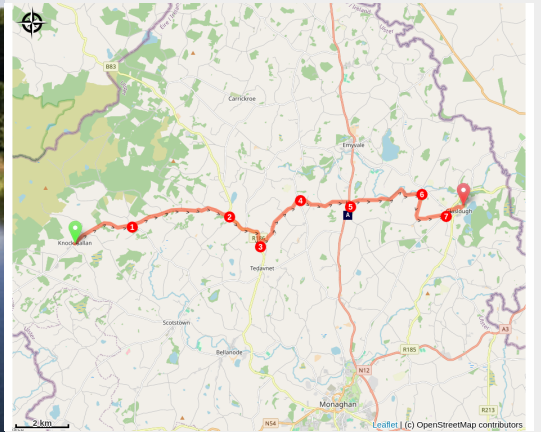 B83
Carrickroe
Emyvale
1
2
3
4
5
6
7
A
Knockatallan
Tedavnet
Scotstown
Bellanode
Monaghan
N12
N54
R185
A3
R213
2 km
Leaflet | (c) OpenStreetMap contributors